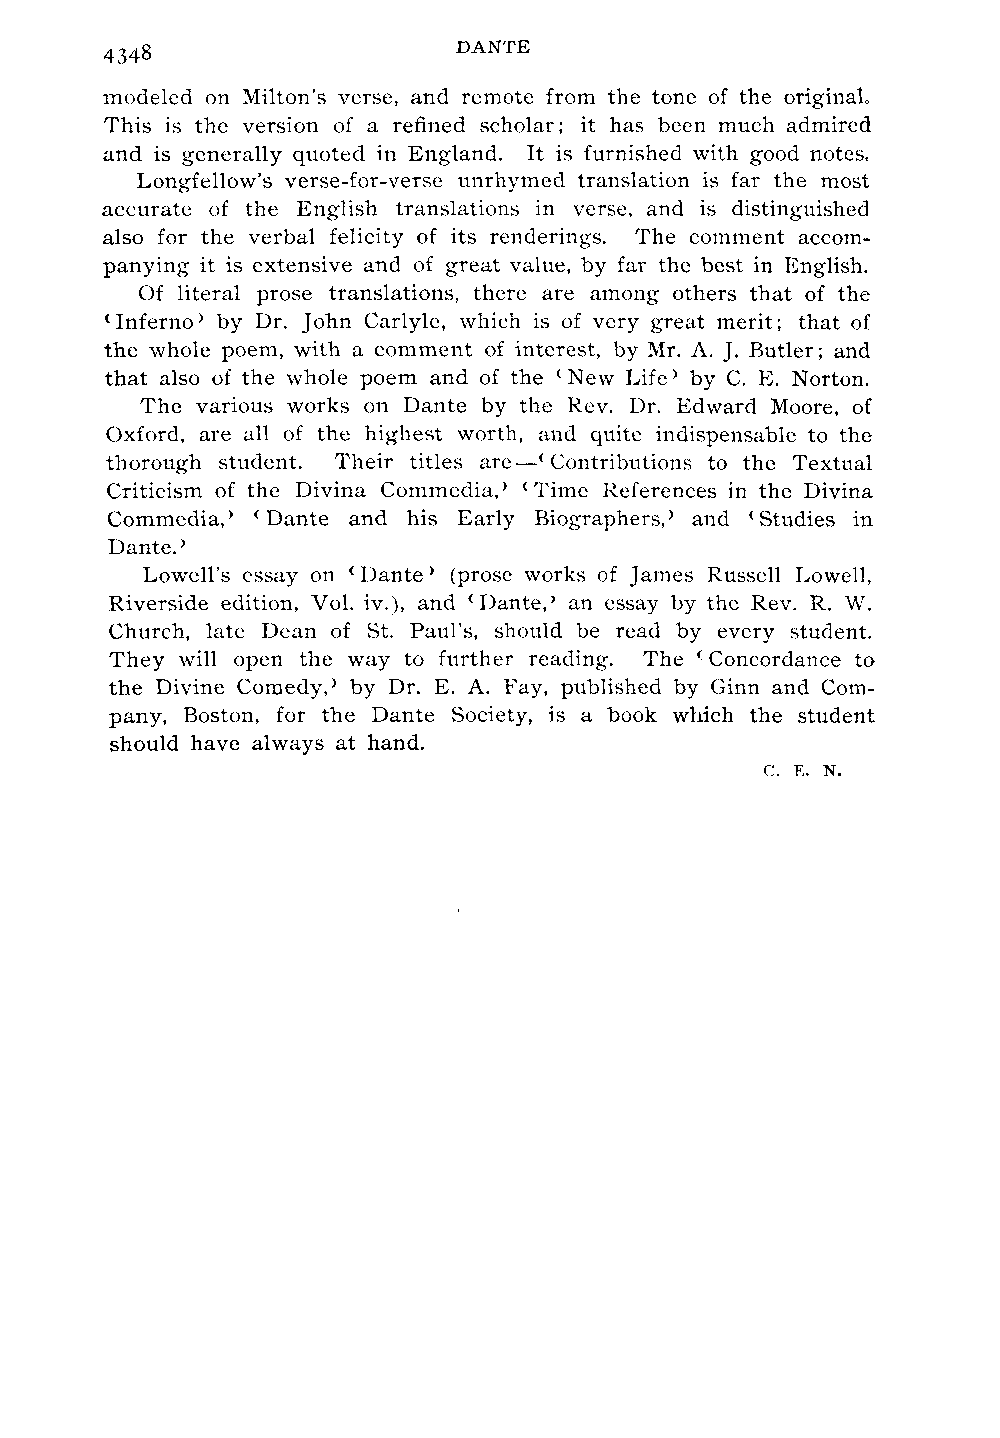 4348 DANTE
modeled on Milton's verse, and remote from the tone of the original.
This is the version of a refined scholar; it has been much admired
and is generally quoted in England. It is furnished with good notes.
Longfellow's verse-for-verse unrhymed translation is far the most
accurate of the English translations in verse, and is distinguished
also for the verbal felicity of its renderings. The comment accom-
panying it is extensive and of great value, by far the best in English.
Of literal prose translations, there are among others that of the
‘Inferno’ by Dr. John Carlyle, which is of very great merit; that of
the whole poem, with a comment of interest, by Mr. A. J. Butler; and
that also of the whole poem and of the ‘New Life’ by C. E. Norton.
The various works on Dante by the Rev. Dr. Edward Moore, of
Oxford, are all of the highest worth, and quite indispensable to the
thorough student. Their titles are—‘Contributions to the Textual
Criticism of the Divina Commedia,’ ‘Time References in the Divina
Commedia,’ ‘Dante and his Early Biographers,’ and ‘Studies in
Dante.’
Lowell's essay on ‘Dante’ (prose works of James Russell Lowell,
Riverside edition, Vol. iv.), and ‘Dante,’ an essay by the Rev. R. W.
Church, late Dean of St. Paul's, should be read by every student.
They will open the way to further reading. The ‘Concordance to
the Divine Comedy,’ by Dr. E. A. Fay, published by Ginn and Com-
pany, Boston, for the Dante Society, is a book which the student
should have always at hand.
C. E. N.